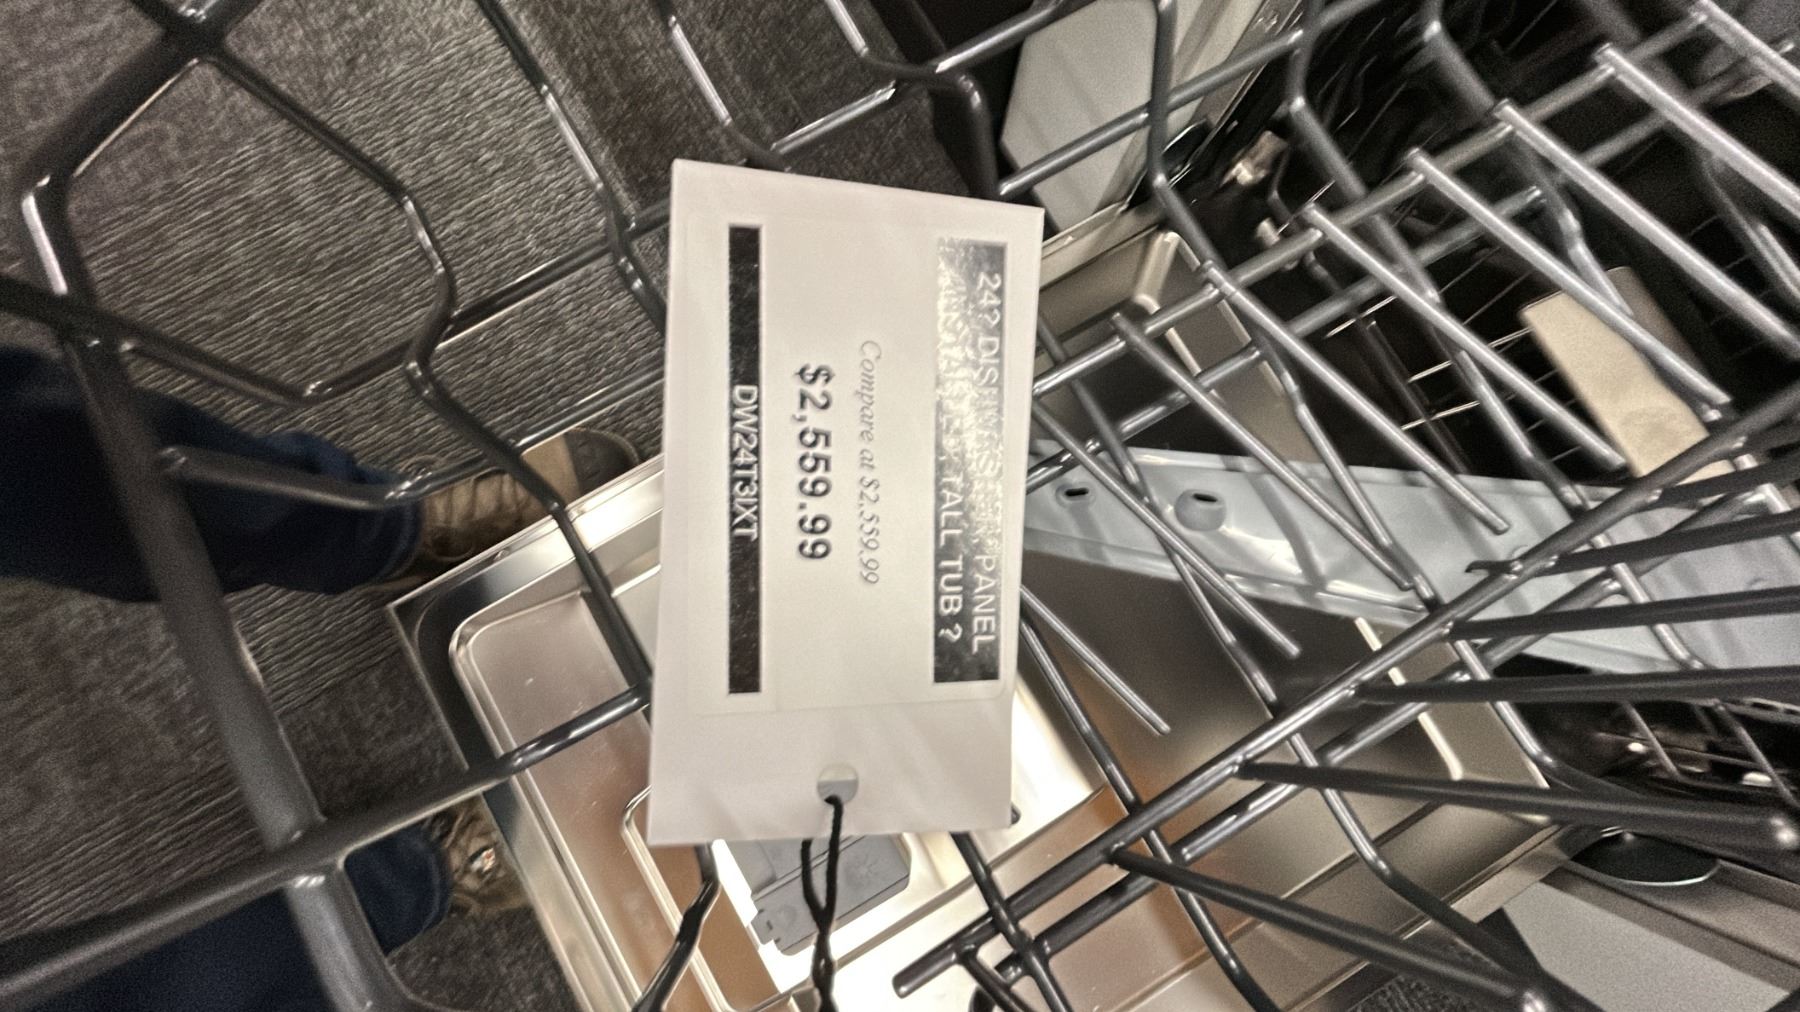 24? DISHWASHER, PANEL
TALL TUB ?
Compare at $2,559.99
$2,559.99
DW24T3IXT